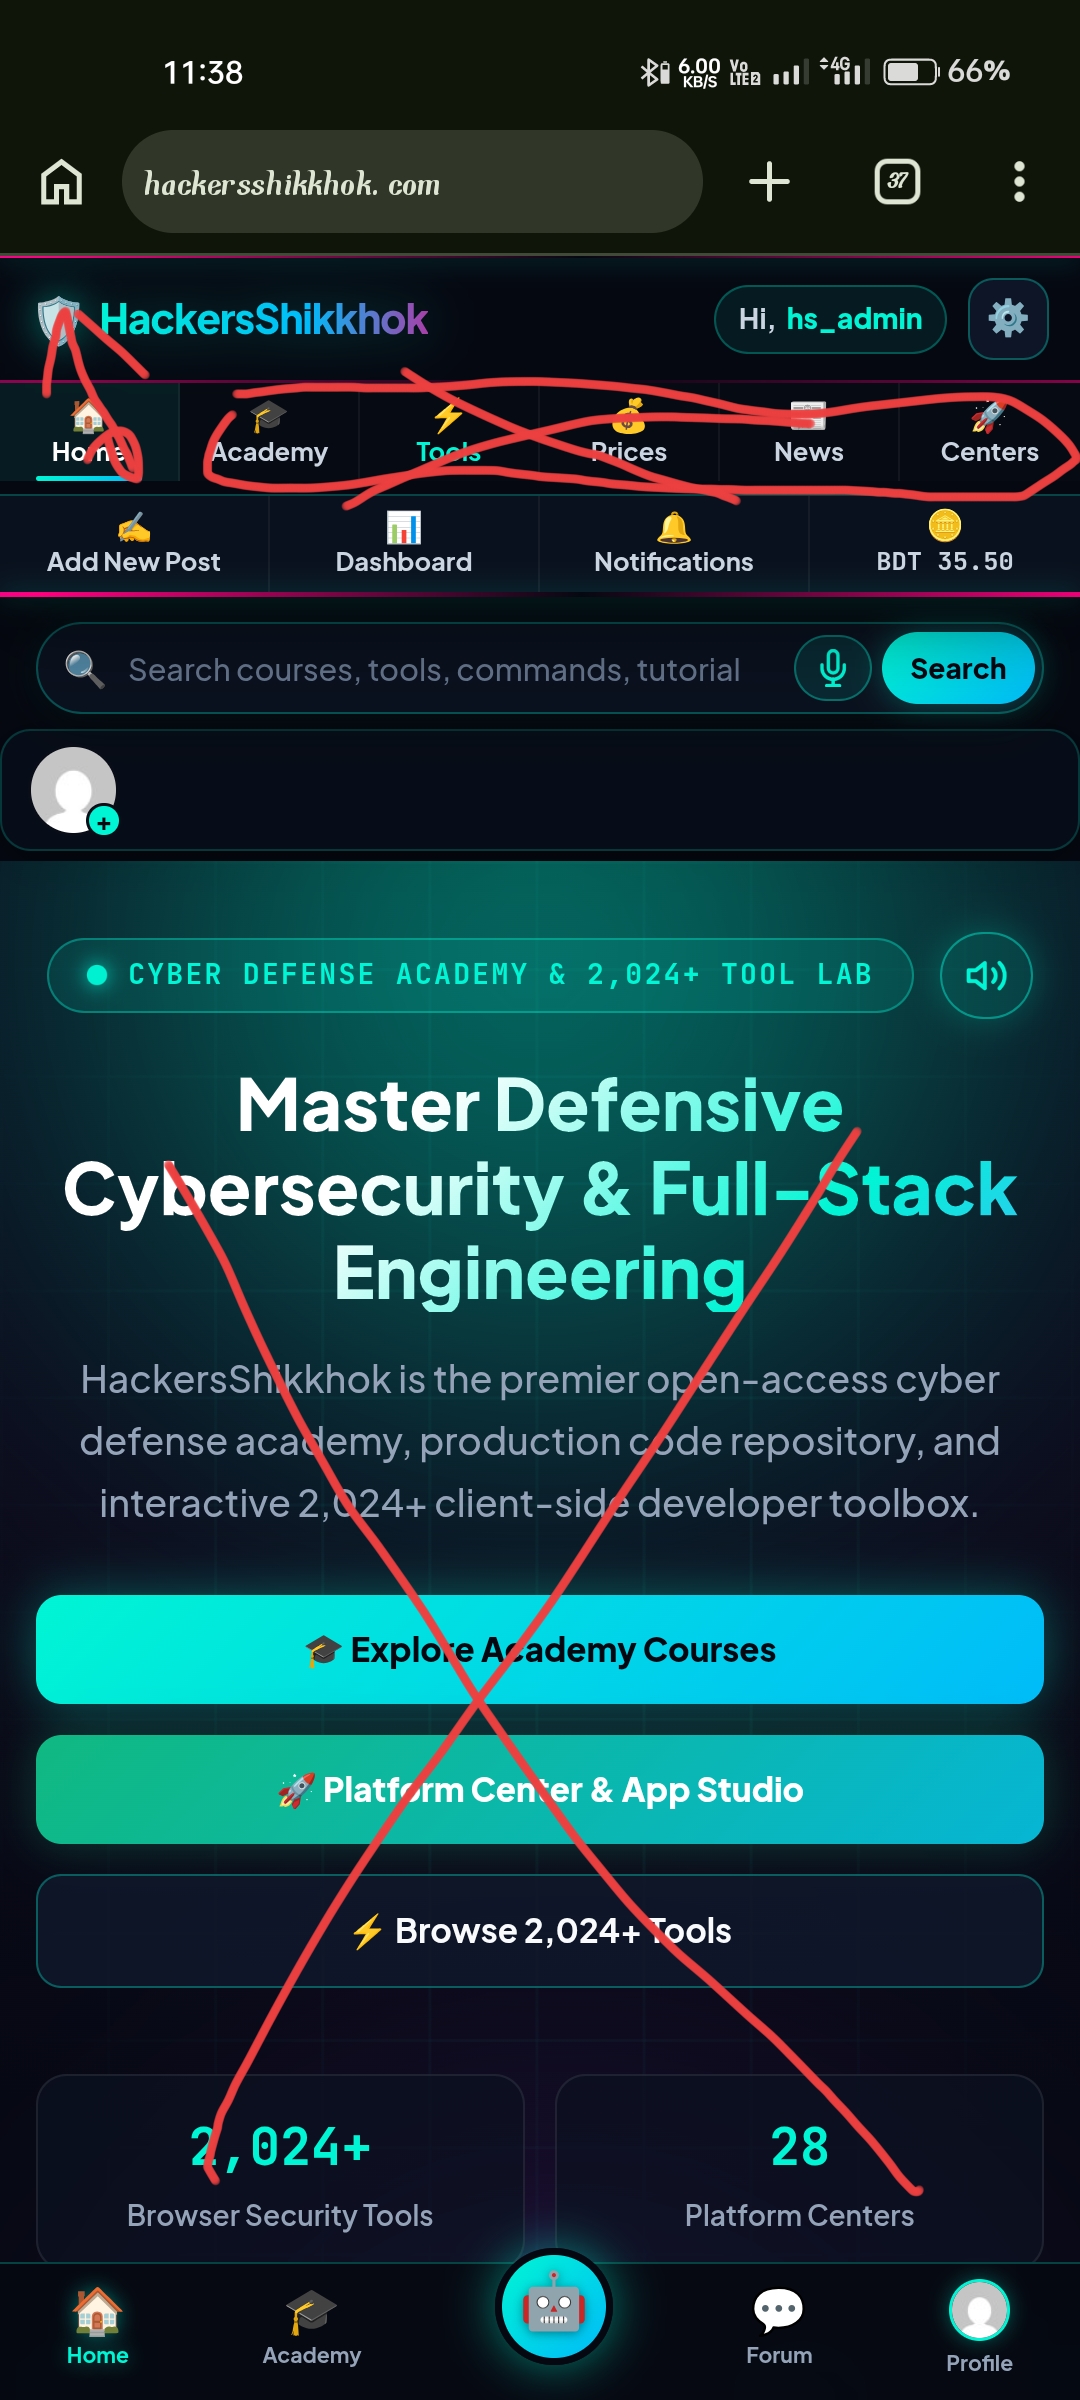 11:38
6.00 KB/S Vo LTE 2 4G 66%
hackersshikkhok. com
37
HackersShikkhok
Hi, hs_admin
Home Academy Tools Prices News Centers
Add New Post Dashboard Notifications BDT 35.50
Search courses, tools, commands, tutorial
Search
CYBER DEFENSE ACADEMY & 2,024+ TOOL LAB
Master Defensive
Cybersecurity & Full-Stack
Engineering
HackersShikkhok is the premier open-access cyber
defense academy, production code repository, and
interactive 2,024+ client-side developer toolbox.
Explore Academy Courses
Platform Center & App Studio
Browse 2,024+ Tools
2,024+ 28
Browser Security Tools Platform Centers
Home Academy Forum Profile